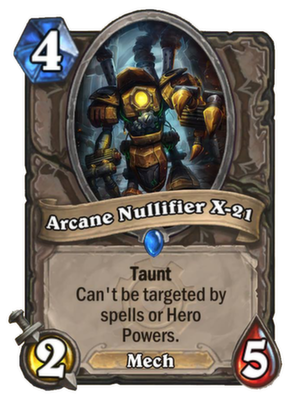 4
Arcane Nullifier X-21
Taunt
Can't be targeted by
spells or Hero
Powers.
2
Mech
5